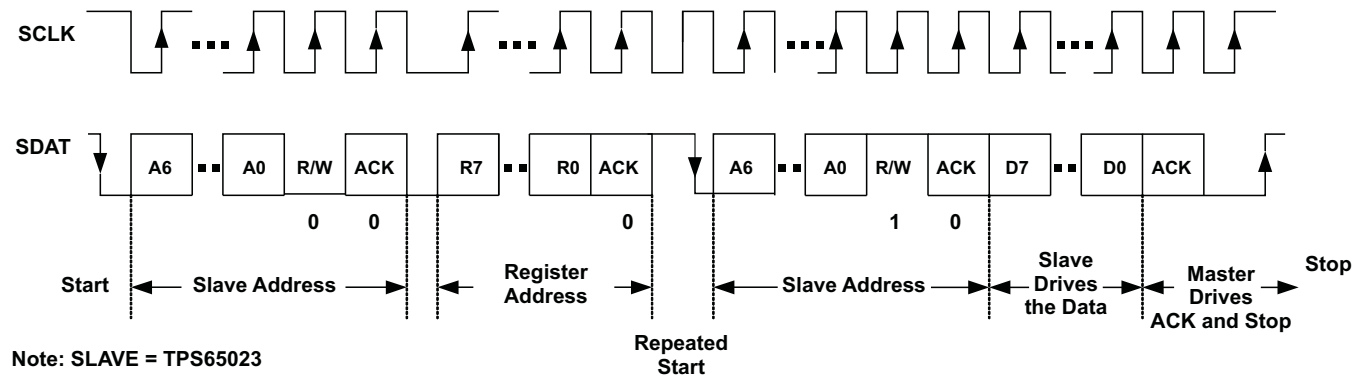 SCLK
SDAT
A6 A0 R/W ACK R7 R0 ACK A6 A0 R/W ACK D7 D0 ACK
0 0 0 1 0
Start
Slave Address
Register
Address
Repeated
Start
Slave Address
Slave
Drives
the Data
Master
Drives
ACK and Stop
Stop
Note: SLAVE = TPS65023